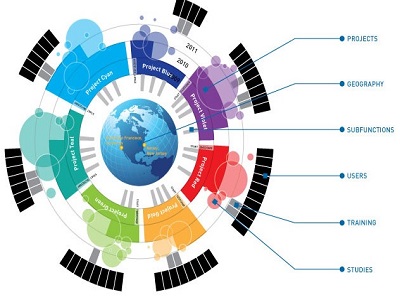 2011
2010
Project Cyan
Project Blue
Project Violet
Project Red
Project Gold
Project Green
Project Teal
PROJECTS
GEOGRAPHY
SUBFUNCTIONS
USERS
TRAINING
STUDIES